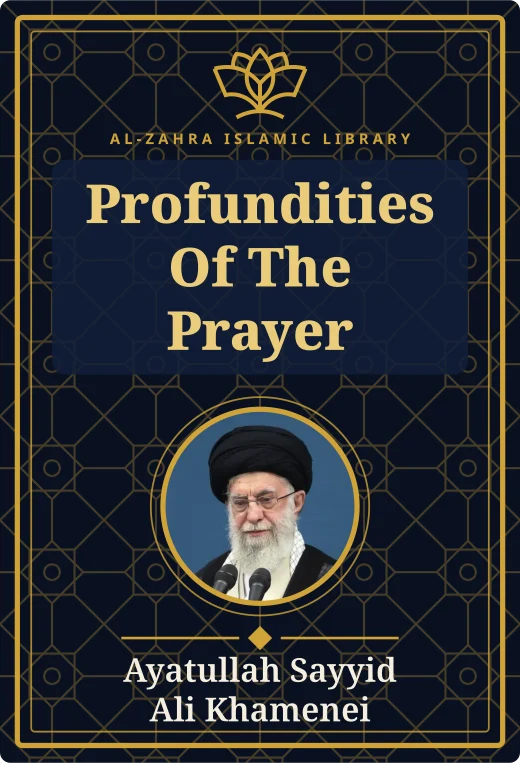 AL-ZAHRA ISLAMIC LIBRARY
Profundities
Of The
Prayer
Ayatullah Sayyid
Ali Khamenei